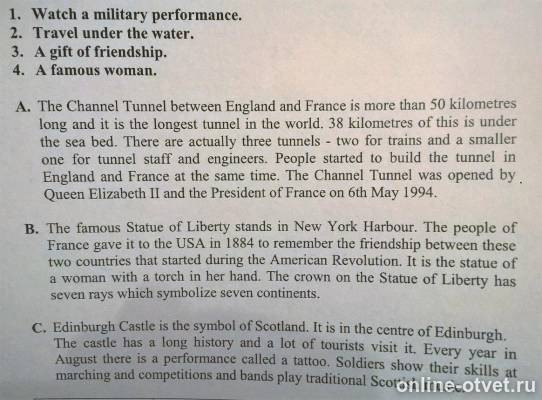 1. Watch a military performance.
2. Travel under the water.
3. A gift of friendship.
4. A famous woman.
A. The Channel Tunnel between England and France is more than 50 kilometres
long and it is the longest tunnel in the world. 38 kilometres of this is under
the sea bed. There are actually three tunnels - two for trains and a smaller
one for tunnel staff and engineers. People started to build the tunnel in
England and France at the same time. The Channel Tunnel was opened by
Queen Elizabeth II and the President of France on 6th May 1994.
B. The famous Statue of Liberty stands in New York Harbour. The people of
France gave it to the USA in 1884 to remember the friendship between these
two countries that started during the American Revolution. It is the statue of
a woman with a torch in her hand. The crown on the Statue of Liberty has
seven rays which symbolize seven continents.
C. Edinburgh Castle is the symbol of Scotland. It is in the centre of Edinburgh.
The castle has a long history and a lot of tourists visit it. Every year in
August there is a performance called a tattoo. Soldiers show their skills at
marching and competitions and bands play traditional
online-otvet.ru